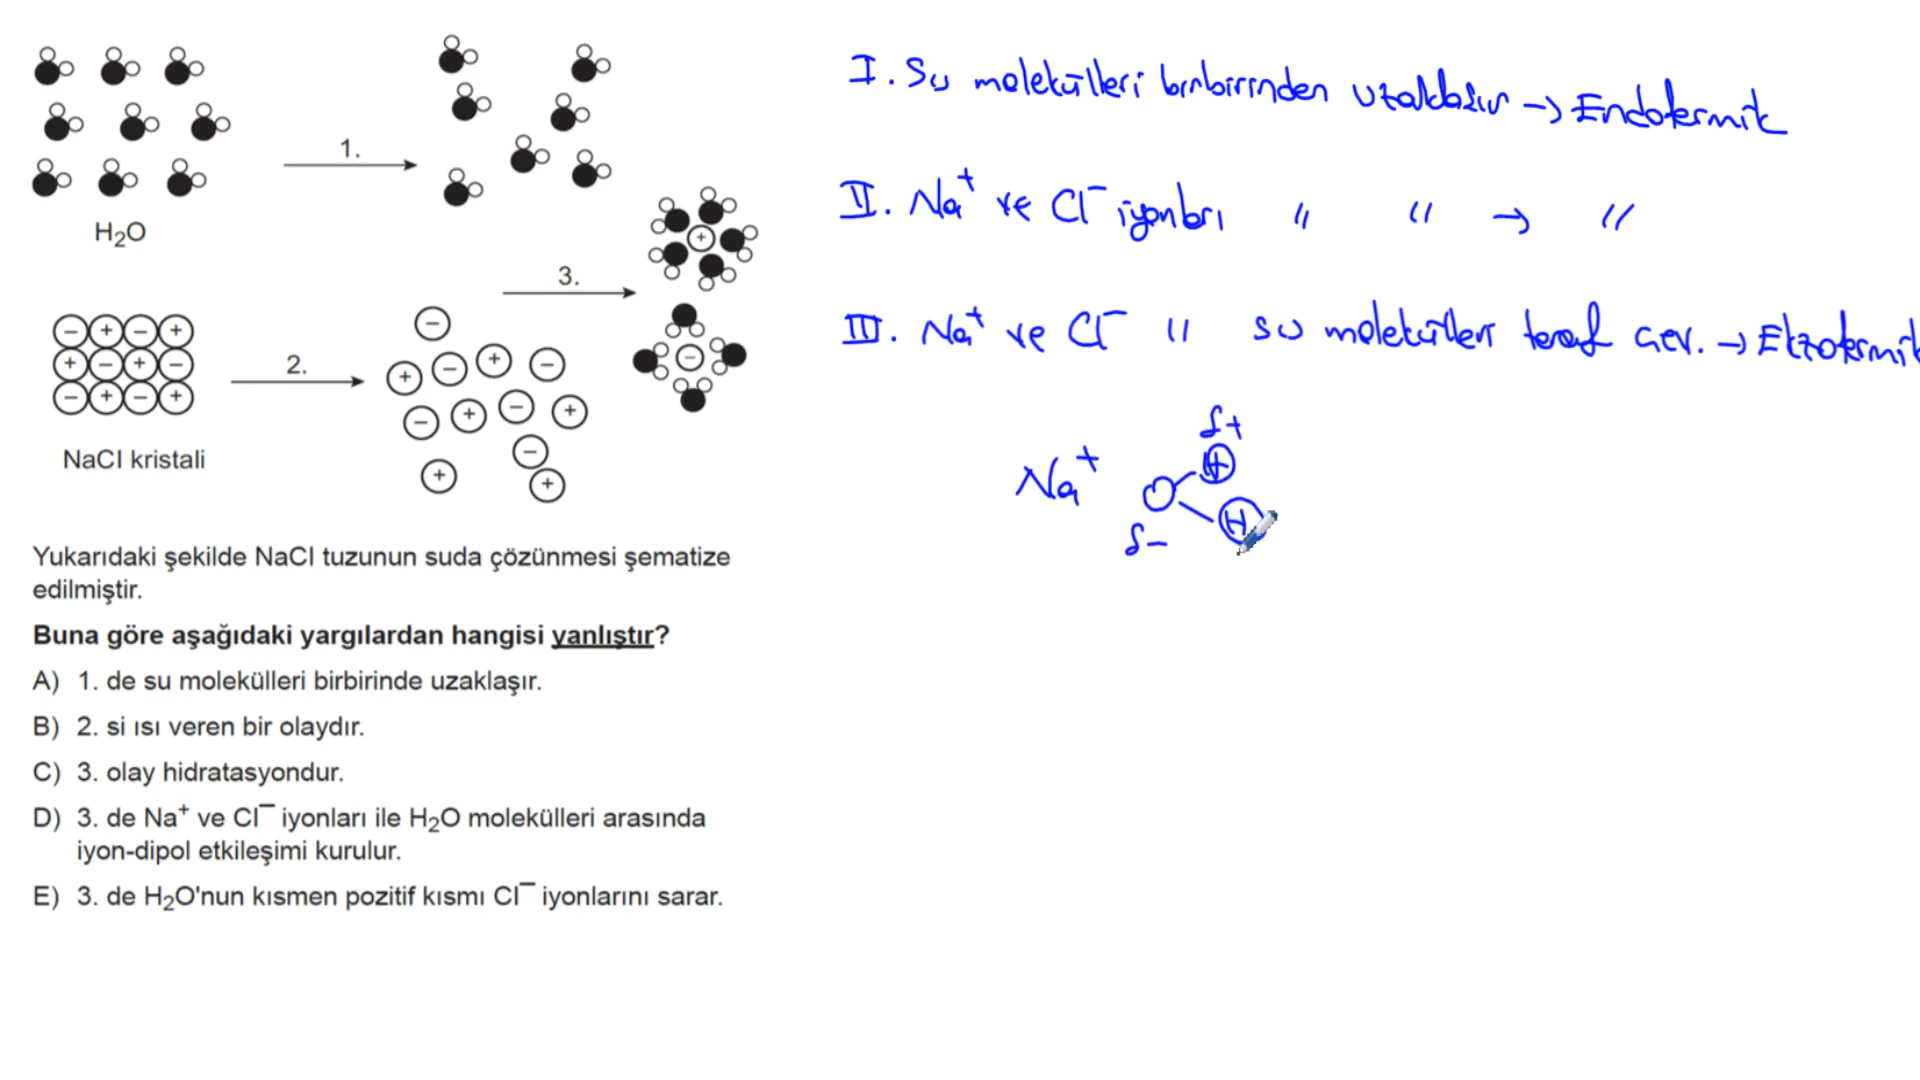 1.
H₂O
3.
2.
NaCl kristali
Yukarıdaki şekilde NaCl tuzunun suda çözünmesi şematize
edilmiştir.
Buna göre aşağıdaki yargılardan hangisi yanlıştır?
A) 1. de su molekülleri birbirinde uzaklaşır.
B) 2. si ısı veren bir olaydır.
C) 3. olay hidratasyondur.
D) 3. de Na⁺ ve Cl⁻ iyonları ile H₂O molekülleri arasında
iyon-dipol etkileşimi kurulur.
E) 3. de H₂O'nun kısmen pozitif kısmı Cl⁻ iyonlarını sarar.
I. Su molekülleri birbirinden uzaklaşır → Endotermik
II. Na⁺ ve Cl⁻ iyonları " " → "
III. Na⁺ ve Cl⁻ " su molekülleri taraf. çev. → Ekzotermik
δ+
Na⁺ O H
δ- H